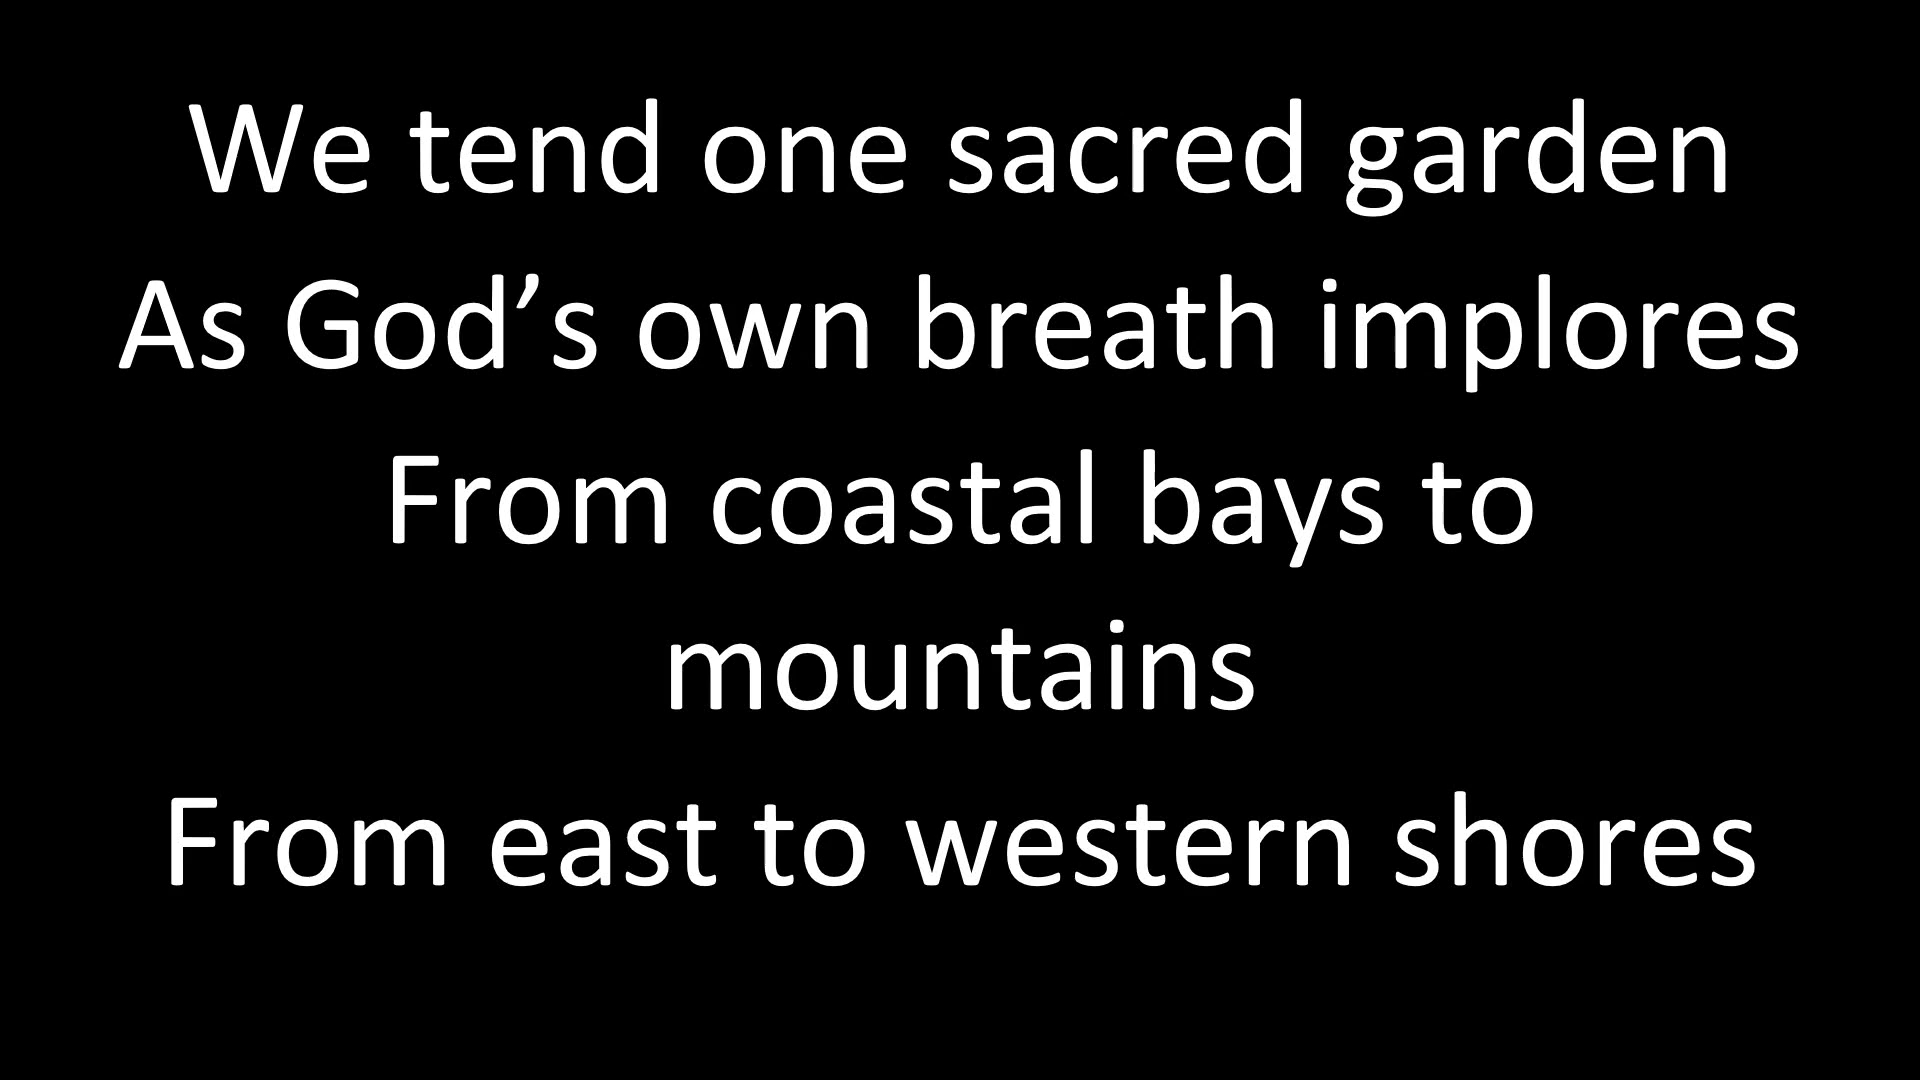 We tend one sacred garden
As God’s own breath implores
From coastal bays to
mountains
From east to western shores